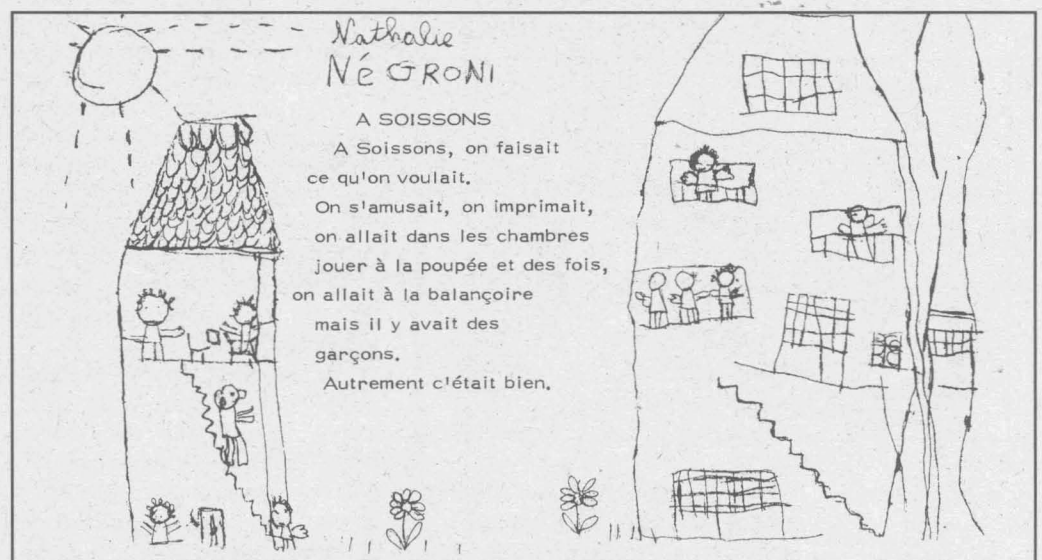 Nathalie
NÉGRONI
A SOISSONS
A Soissons, on faisait
ce qu'on voulait.
On s'amusait, on imprimait,
on allait dans les chambres
jouer à la poupée et des fois,
on allait à la balançoire
mais il y avait des
garçons.
Autrement c'était bien.